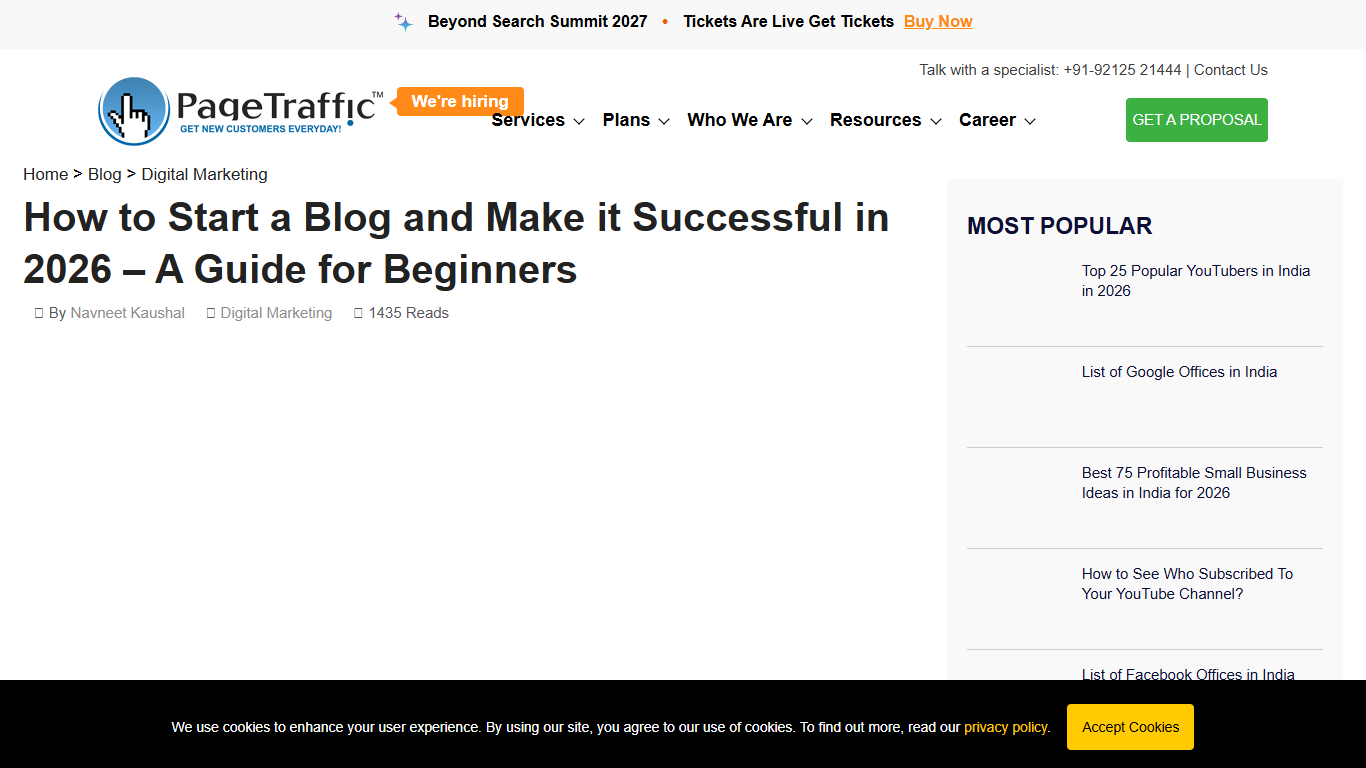 Beyond Search Summit 2027 • Tickets Are Live Get Tickets Buy Now
Talk with a specialist: +91-92125 21444 | Contact Us
PageTraffic™
GET NEW CUSTOMERS EVERYDAY!
We're hiring
Services Plans Who We Are Resources Career
GET A PROPOSAL
Home > Blog > Digital Marketing
How to Start a Blog and Make it Successful in
2026 – A Guide for Beginners
By Navneet Kaushal Digital Marketing 1435 Reads
MOST POPULAR
Top 25 Popular YouTubers in India
in 2026
List of Google Offices in India
Best 75 Profitable Small Business
Ideas in India for 2026
How to See Who Subscribed To
Your YouTube Channel?
List of Facebook Offices in India
We use cookies to enhance your user experience. By using our site, you agree to our use of cookies. To find out more, read our privacy policy.
Accept Cookies